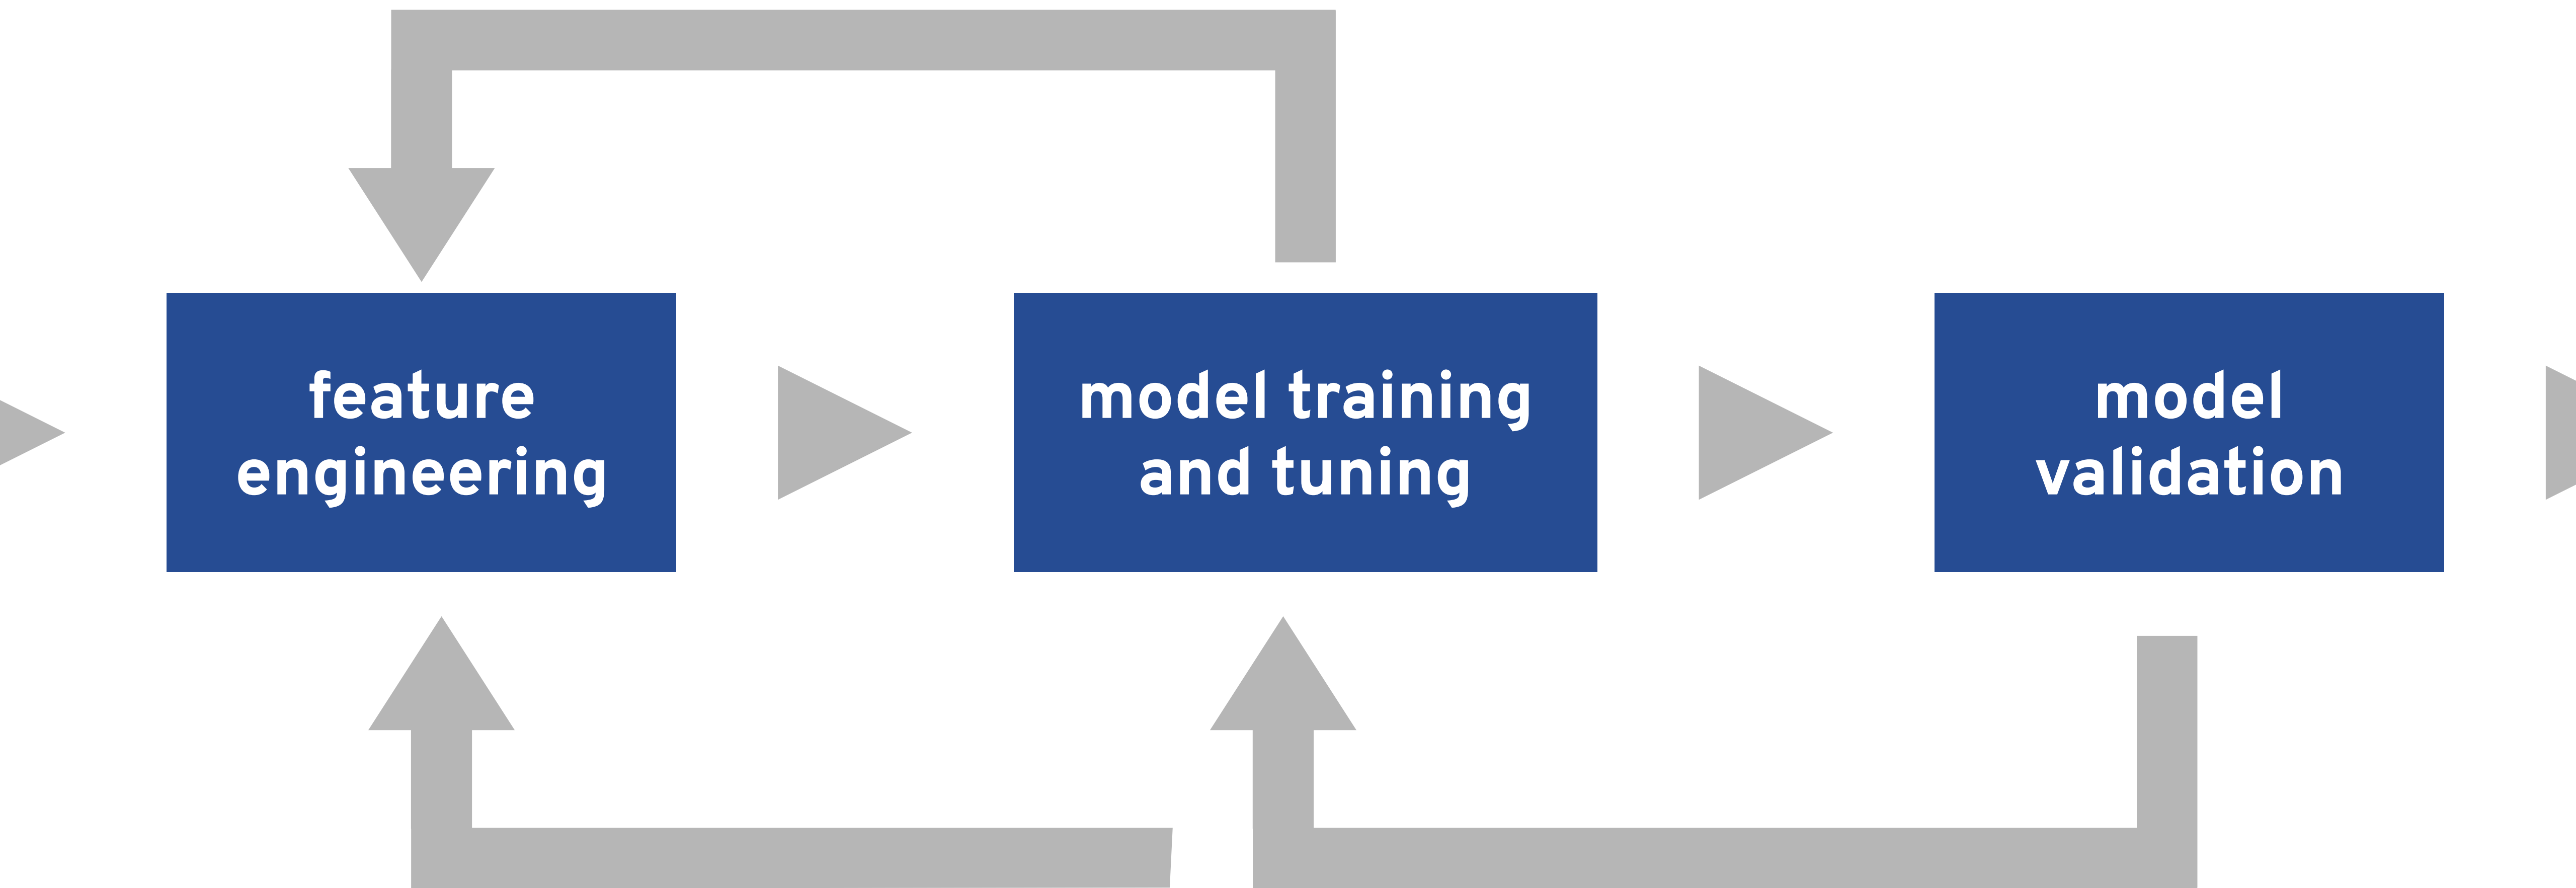 feature
engineering
model training
and tuning
model
validation